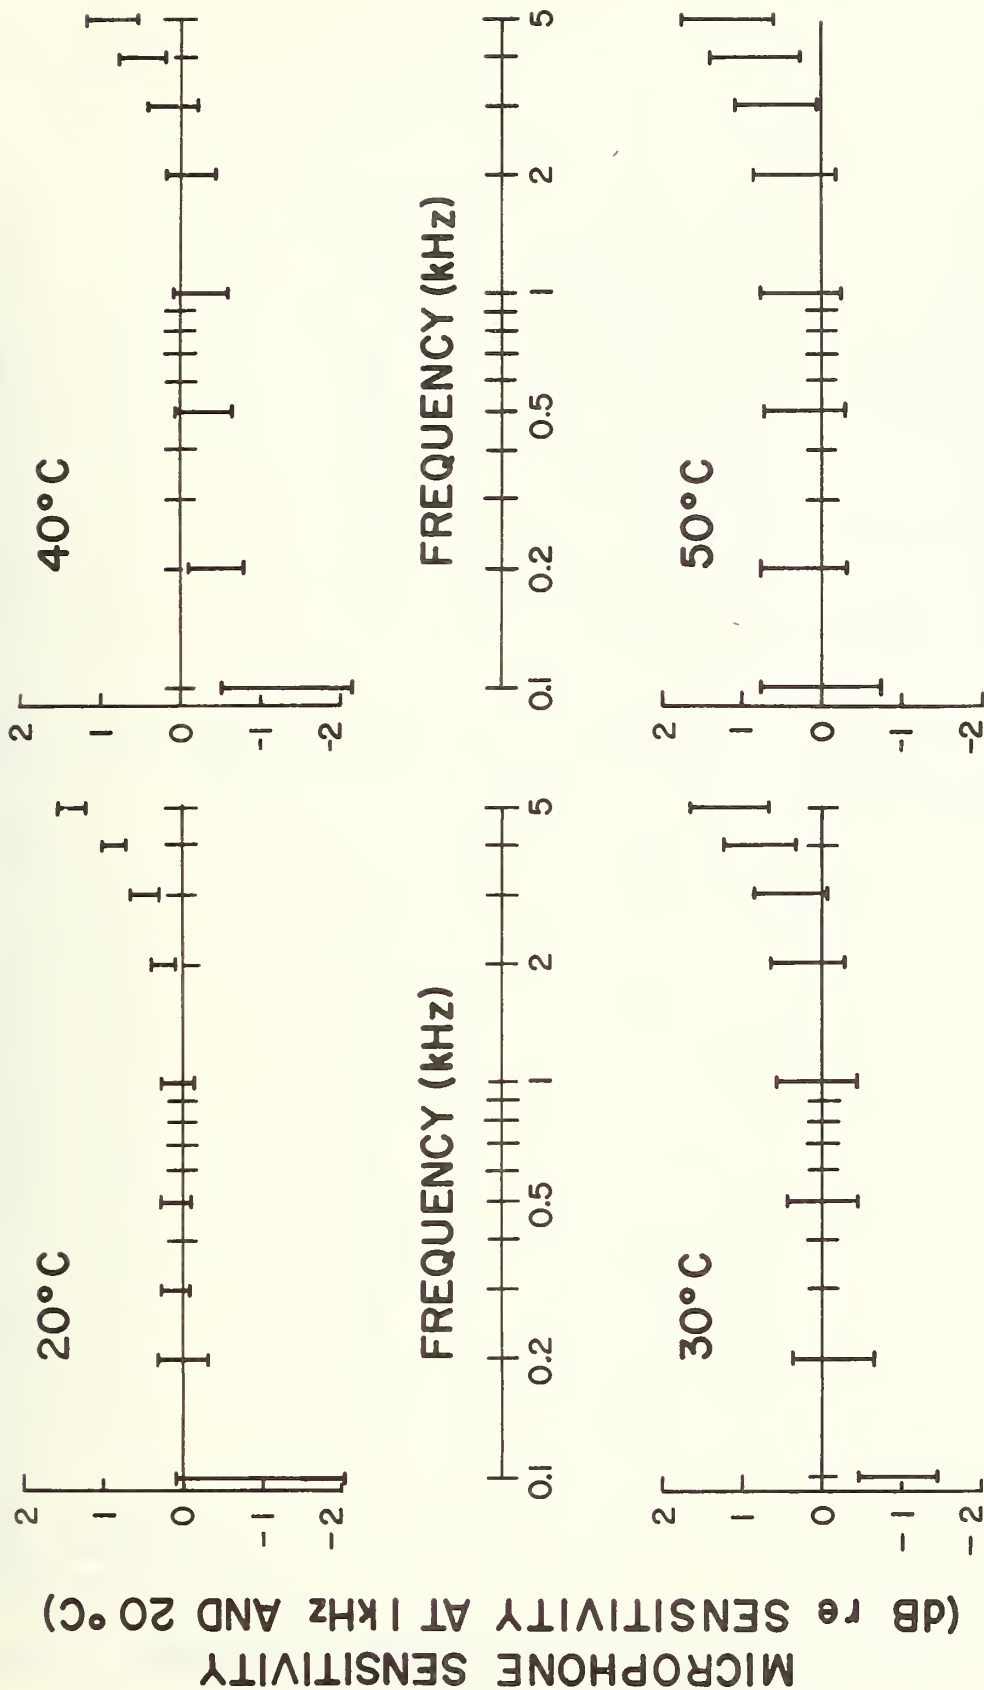 MICROPHONE SENSITIVITY
(dB re SENSITIVITY AT 1 kHz AND 20°C)
20°C
2
1
0
-1
-2
40°C
2
1
0
-1
-2
0.1 0.2 0.5 1 2 5
FREQUENCY (kHz)
0.1 0.2 0.5 1 2 5
FREQUENCY (kHz)
30°C
2
1
0
-1
-2
50°C
2
1
0
-1
-2